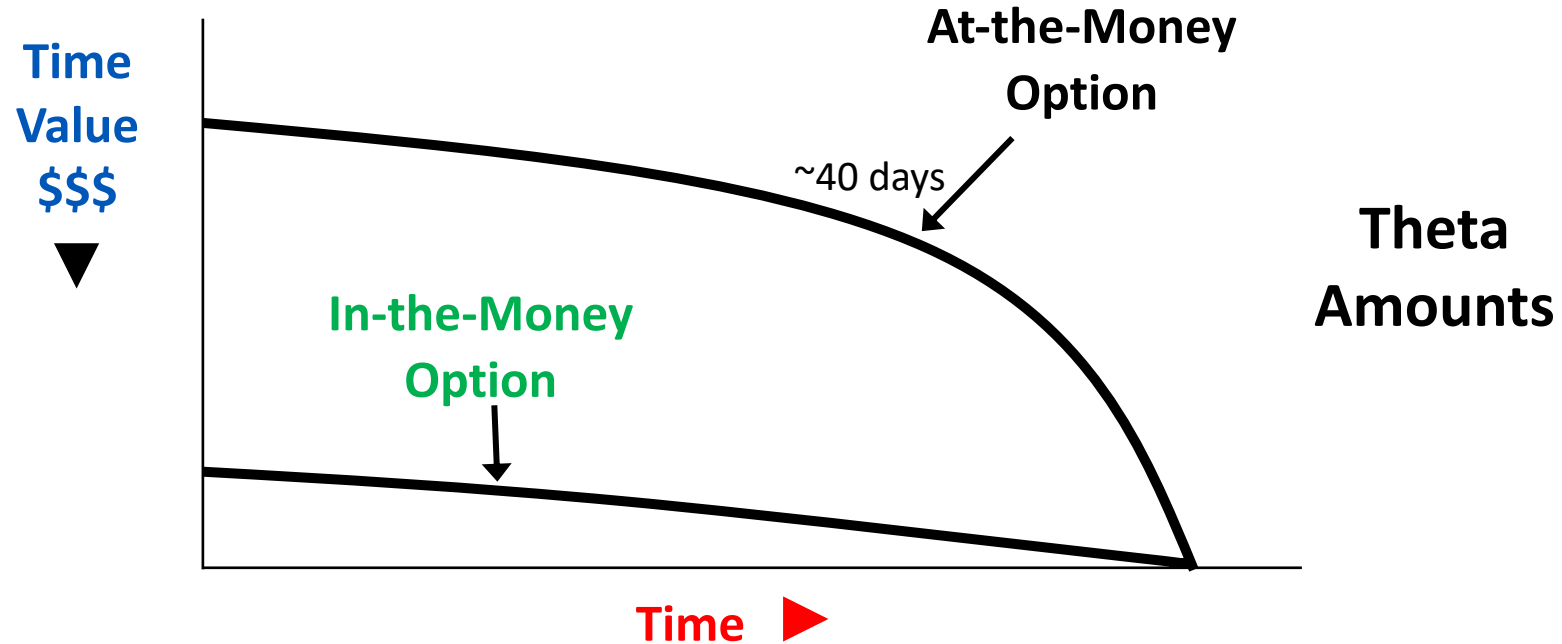 Time
Value
$$$
At-the-Money
Option
~40 days
Theta
Amounts
In-the-Money
Option
Time